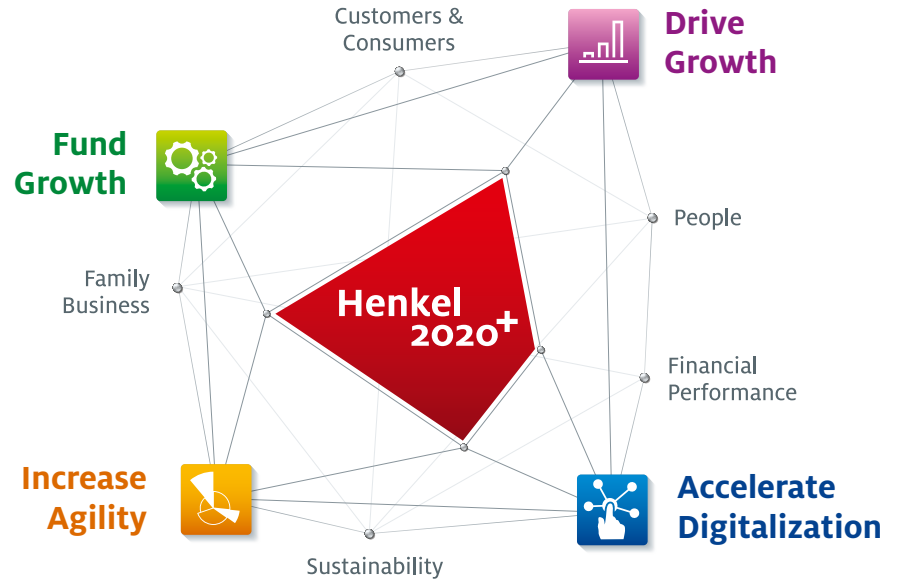 Customers &
Consumers
Drive
Growth
Fund
Growth
People
Family
Business
Henkel
2020+
Financial
Performance
Increase
Agility
Accelerate
Digitalization
Sustainability